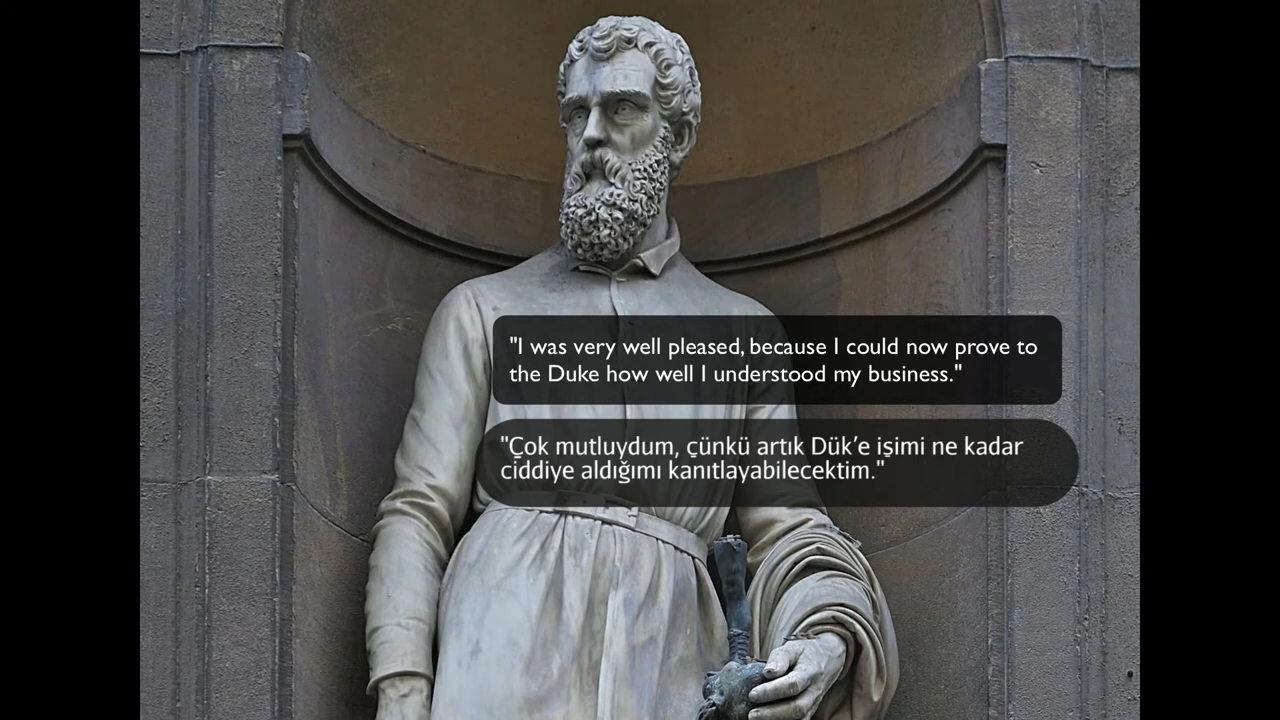 "I was very well pleased, because I could now prove to
the Duke how well I understood my business."
"Çok mutluydum, çünkü artık Dük'e işimi ne kadar
ciddiye aldığımı kanıtlayabilecektim."